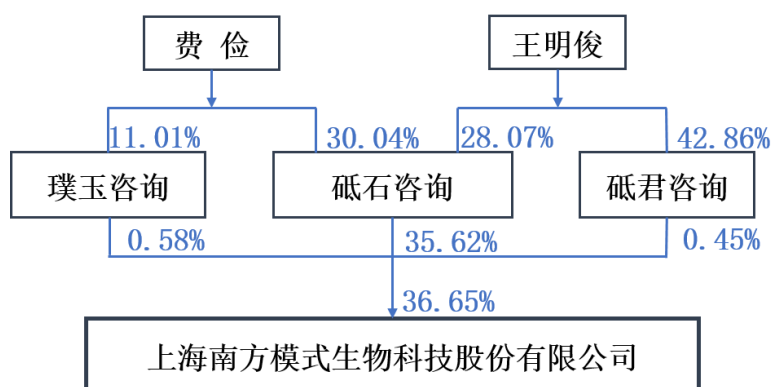 费 俭
王明俊
11.01%
30.04%
28.07%
42.86%
璞玉咨询
砥石咨询
砥君咨询
0.58%
35.62%
0.45%
36.65%
上海南方模式生物科技股份有限公司